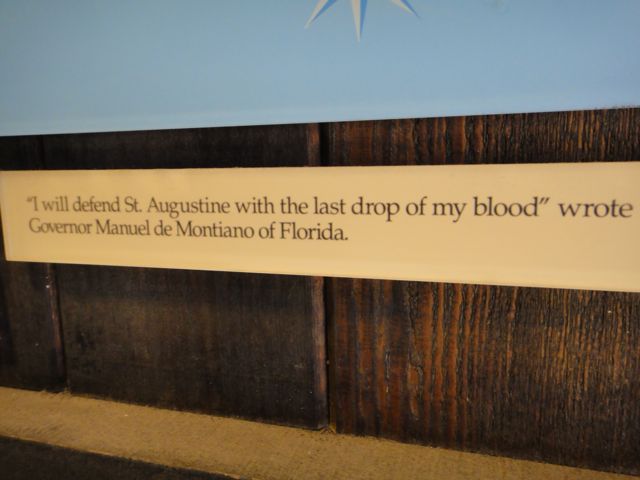 "I will defend St. Augustine with the last drop of my blood" wrote
Governor Manuel de Montiano of Florida.